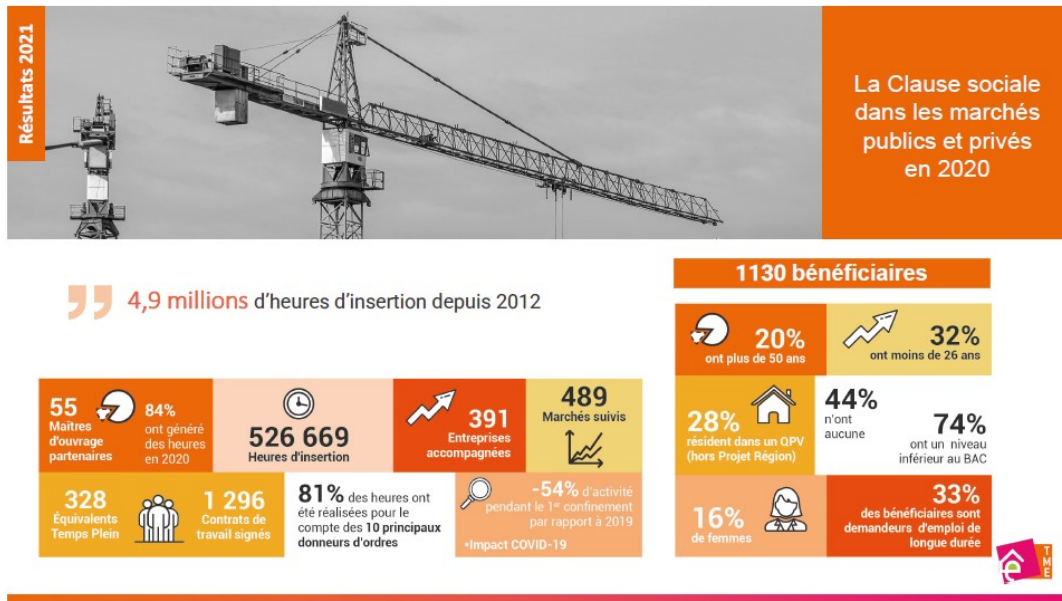 Résultats 2021
La Clause sociale
dans les marchés
publics et privés
en 2020
4,9 millions d'heures d'insertion depuis 2012
55
Maîtres
d'ouvrage
partenaires
84%
ont généré
des heures
en 2020
526 669
Heures d'insertion
391
Entreprises
accompagnées
489
Marchés suivis
328
Équivalents
Temps Plein
1 296
Contrats de
travail signés
81% des heures ont
été réalisées pour le
compte des 10 principaux
donneurs d'ordres
-54% d'activité
pendant le 1er confinement
par rapport à 2019
•Impact COVID-19
1130 bénéficiaires
20%
ont plus de 50 ans
32%
ont moins de 26 ans
28%
résident dans un QPV
(hors Projet Région)
44%
n'ont
aucune
74%
ont un niveau
inférieur au BAC
16%
de femmes
33%
des bénéficiaires sont
demandeurs d'emploi de
longue durée
e
TME